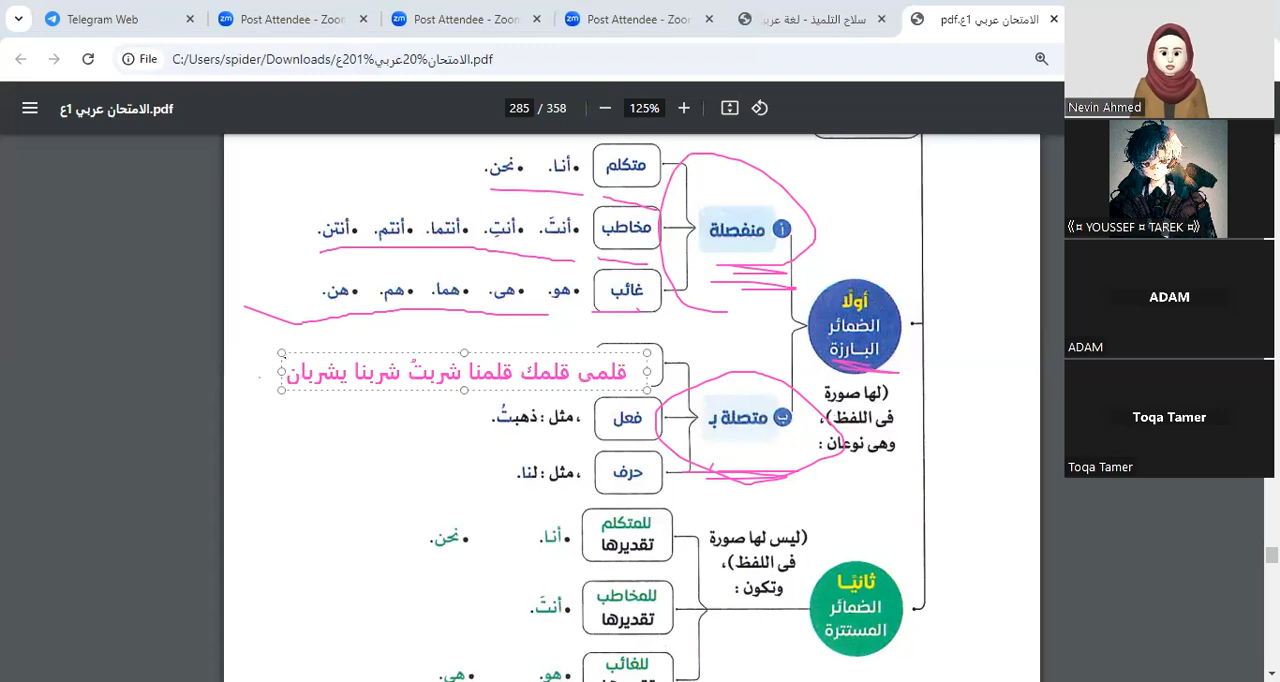 Telegram Web
Post Attendee - Zoom
Post Attendee - Zoom
Post Attendee - Zoom
سلاح التلميذ - لغة عربي
الامتحان عربي 1ع.pdf
File
C:/Users/spider/Downloads/الامتحان%20عربي%201ع.pdf
الامتحان عربي 1ع.pdf
285 / 358
125%
متكلم
• أنا. • نحن.
أ منفصلة
مخاطب
• أنتَ. • أنتِ. • أنتما. • أنتم. • أنتن.
غائب
• هو. • هى. • هما. • هم. • هن.
أولًا
الضمائر
البارزة
(لها صورة
فى اللفظ)،
وهى نوعان :
قلمى قلمك قلمنا شربتُ شربنا يشربان
ب متصلة بـ
فعل
، مثل : ذهبتُ.
حرف
، مثل : لنا.
ثانيًا
الضمائر
المستترة
(ليس لها صورة
فى اللفظ)،
وتكون :
للمتكلم
تقديرها
• أنا. • نحن.
للمخاطب
تقديرها
• أنتَ.
للغائب
• هو. • هى.
Nevin Ahmed
《¤ YOUSSEF ¤ TAREK ¤》
ADAM
ADAM
Toqa Tamer
Toqa Tamer